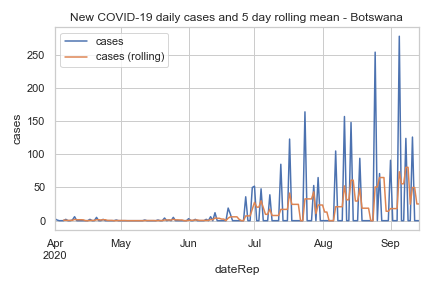 New COVID-19 daily cases and 5 day rolling mean - Botswana
cases
cases (rolling)
250
200
150
100
50
0
cases
Apr
2020
May
Jun
Jul
Aug
Sep
dateRep